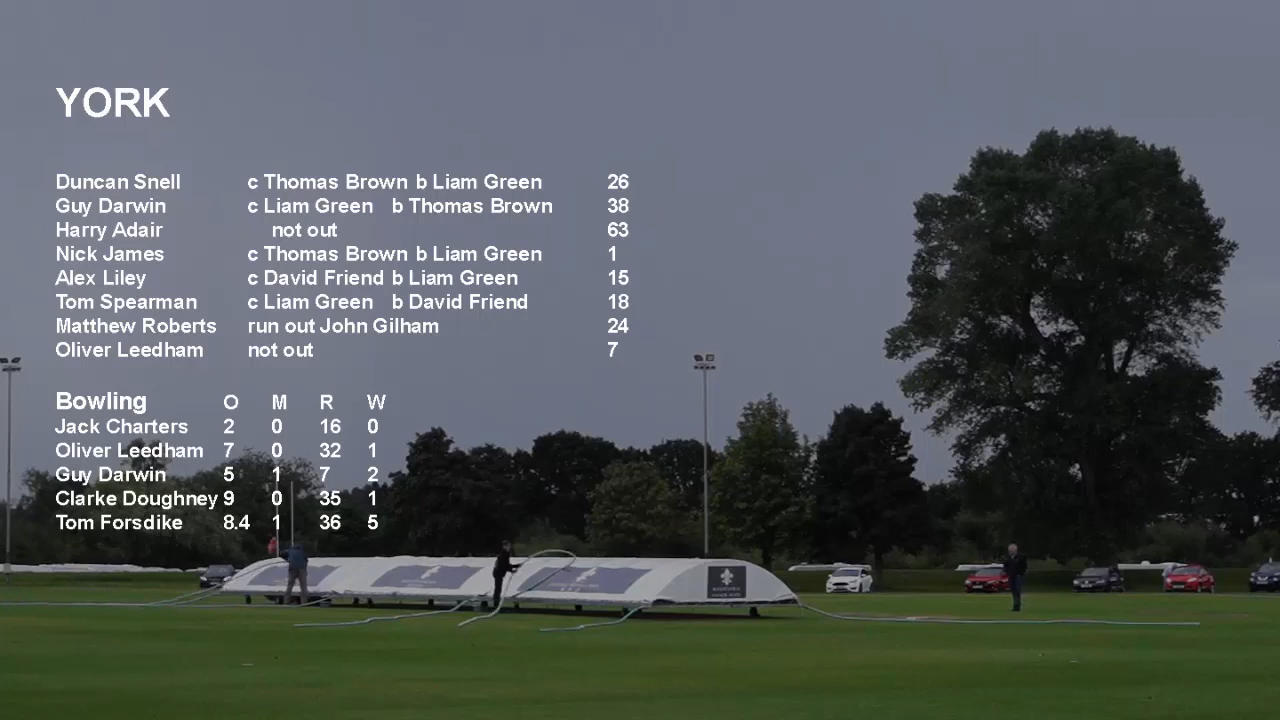 YORK
Duncan Snell c Thomas Brown b Liam Green 26
Guy Darwin c Liam Green b Thomas Brown 38
Harry Adair not out 63
Nick James c Thomas Brown b Liam Green 1
Alex Liley c David Friend b Liam Green 15
Tom Spearman c Liam Green b David Friend 18
Matthew Roberts run out John Gilham 24
Oliver Leedham not out 7
Bowling O M R W
Jack Charters 2 0 16 0
Oliver Leedham 7 0 32 1
Guy Darwin 5 1 7 2
Clarke Doughney 9 0 35 1
Tom Forsdike 8.4 1 36 5